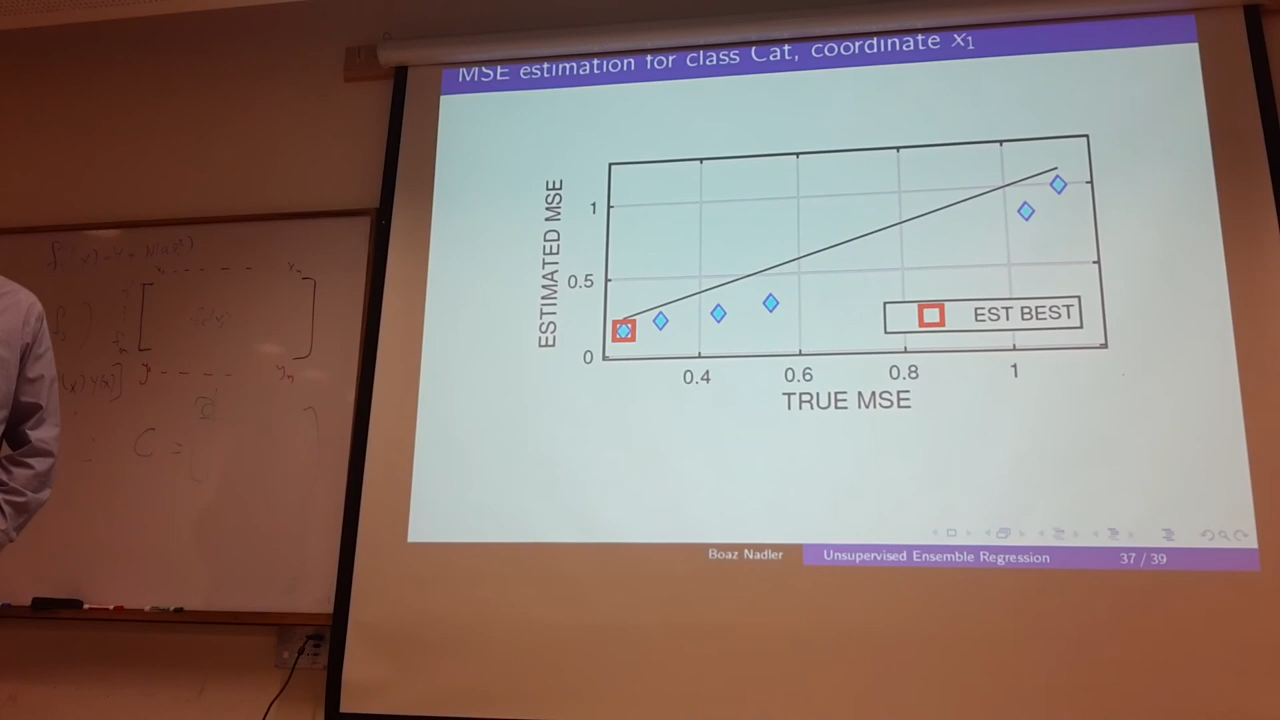 MSE estimation for class Cat, coordinate x₁
ESTIMATED MSE
1
0.5
0
EST BEST
0.4 0.6 0.8 1
TRUE MSE
Boaz Nadler Unsupervised Ensemble Regression 37 / 39
C =